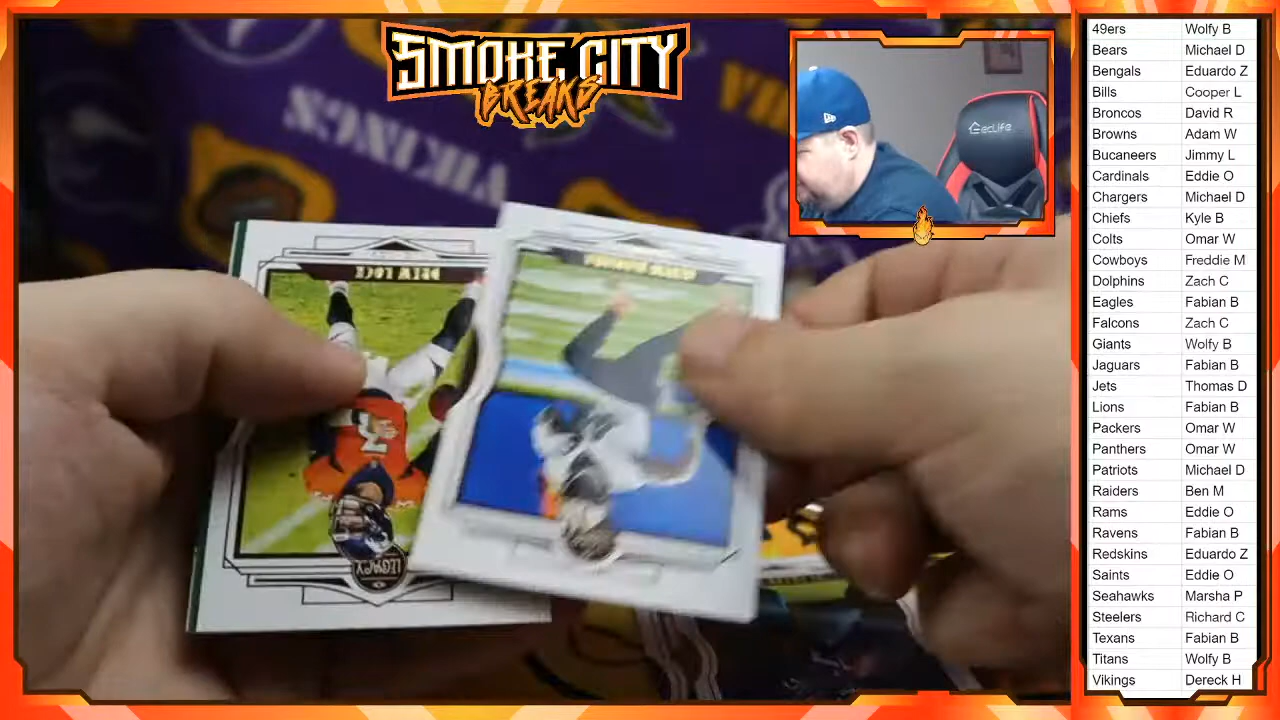 SMOKE CITY
BREAKS
VIKINGS
GeeLife
DREW LOCK
LEGACY
49ers Wolfy B
Bears Michael D
Bengals Eduardo Z
Bills Cooper L
Broncos David R
Browns Adam W
Bucaneers Jimmy L
Cardinals Eddie O
Chargers Michael D
Chiefs Kyle B
Colts Omar W
Cowboys Freddie M
Dolphins Zach C
Eagles Fabian B
Falcons Zach C
Giants Wolfy B
Jaguars Fabian B
Jets Thomas D
Lions Fabian B
Packers Omar W
Panthers Omar W
Patriots Michael D
Raiders Ben M
Rams Eddie O
Ravens Fabian B
Redskins Eduardo Z
Saints Eddie O
Seahawks Marsha P
Steelers Richard C
Texans Fabian B
Titans Wolfy B
Vikings Dereck H